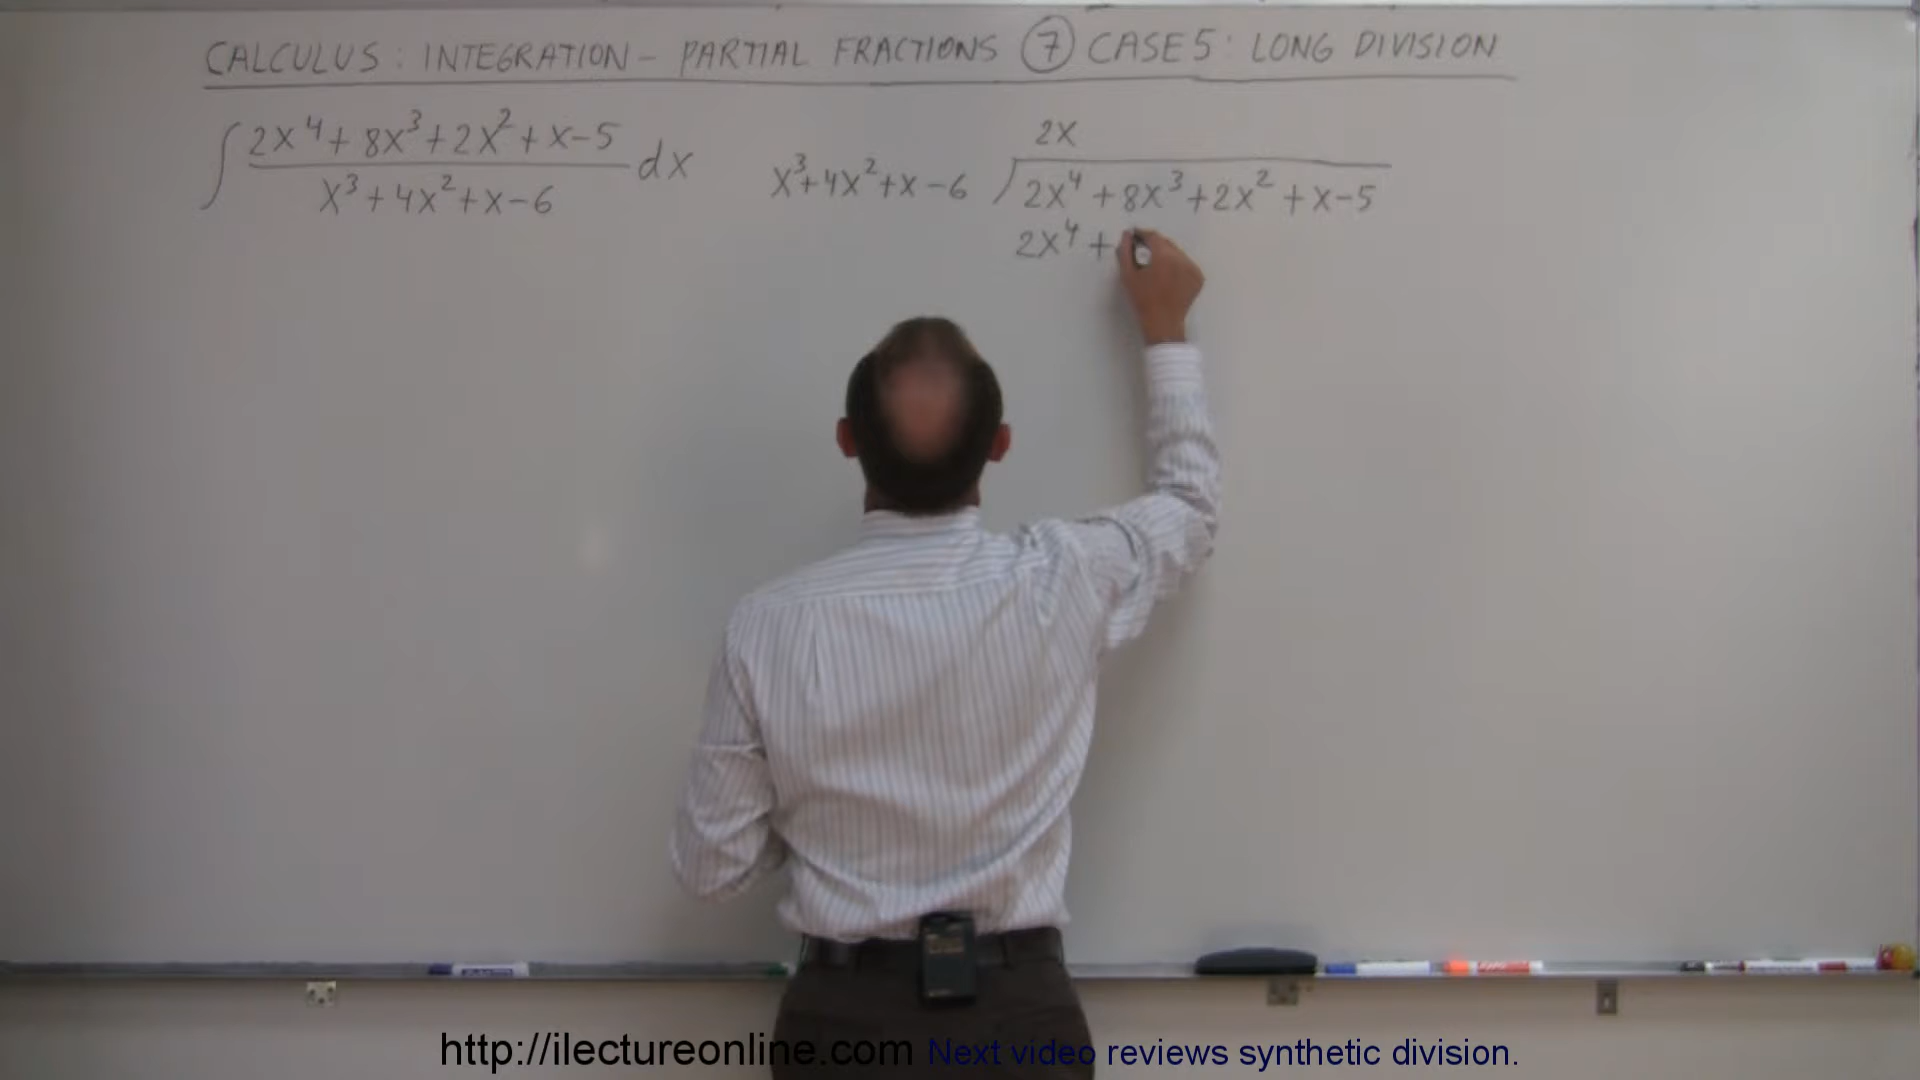 CALCULUS: INTEGRATION - PARTIAL FRACTIONS ⑦ CASE 5: LONG DIVISION
∫ (2x⁴ + 8x³ + 2x² + x - 5)/(x³ + 4x² + x - 6) dx
2x
x³ + 4x² + x - 6 ) 2x⁴ + 8x³ + 2x² + x - 5
2x⁴ +
http://ilectureonline.com Next video reviews synthetic division.